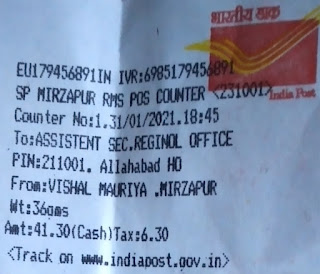 भारतीय डाक
EU179456891IN IVR:6985179456891
SP MIRZAPUR RMS POS COUNTER <231001>
India Post
Counter No:1.31/01/2021.18:45
To:ASSISTENT SEC.REGINOL OFFICE
PIN:211001. Allahabad HO
From:VISHAL MAURIYA .MIRZAPUR
Wt:36gms
Amt:41.30(Cash)Tax:6.30
<Track on www.indiapost.gov.in>